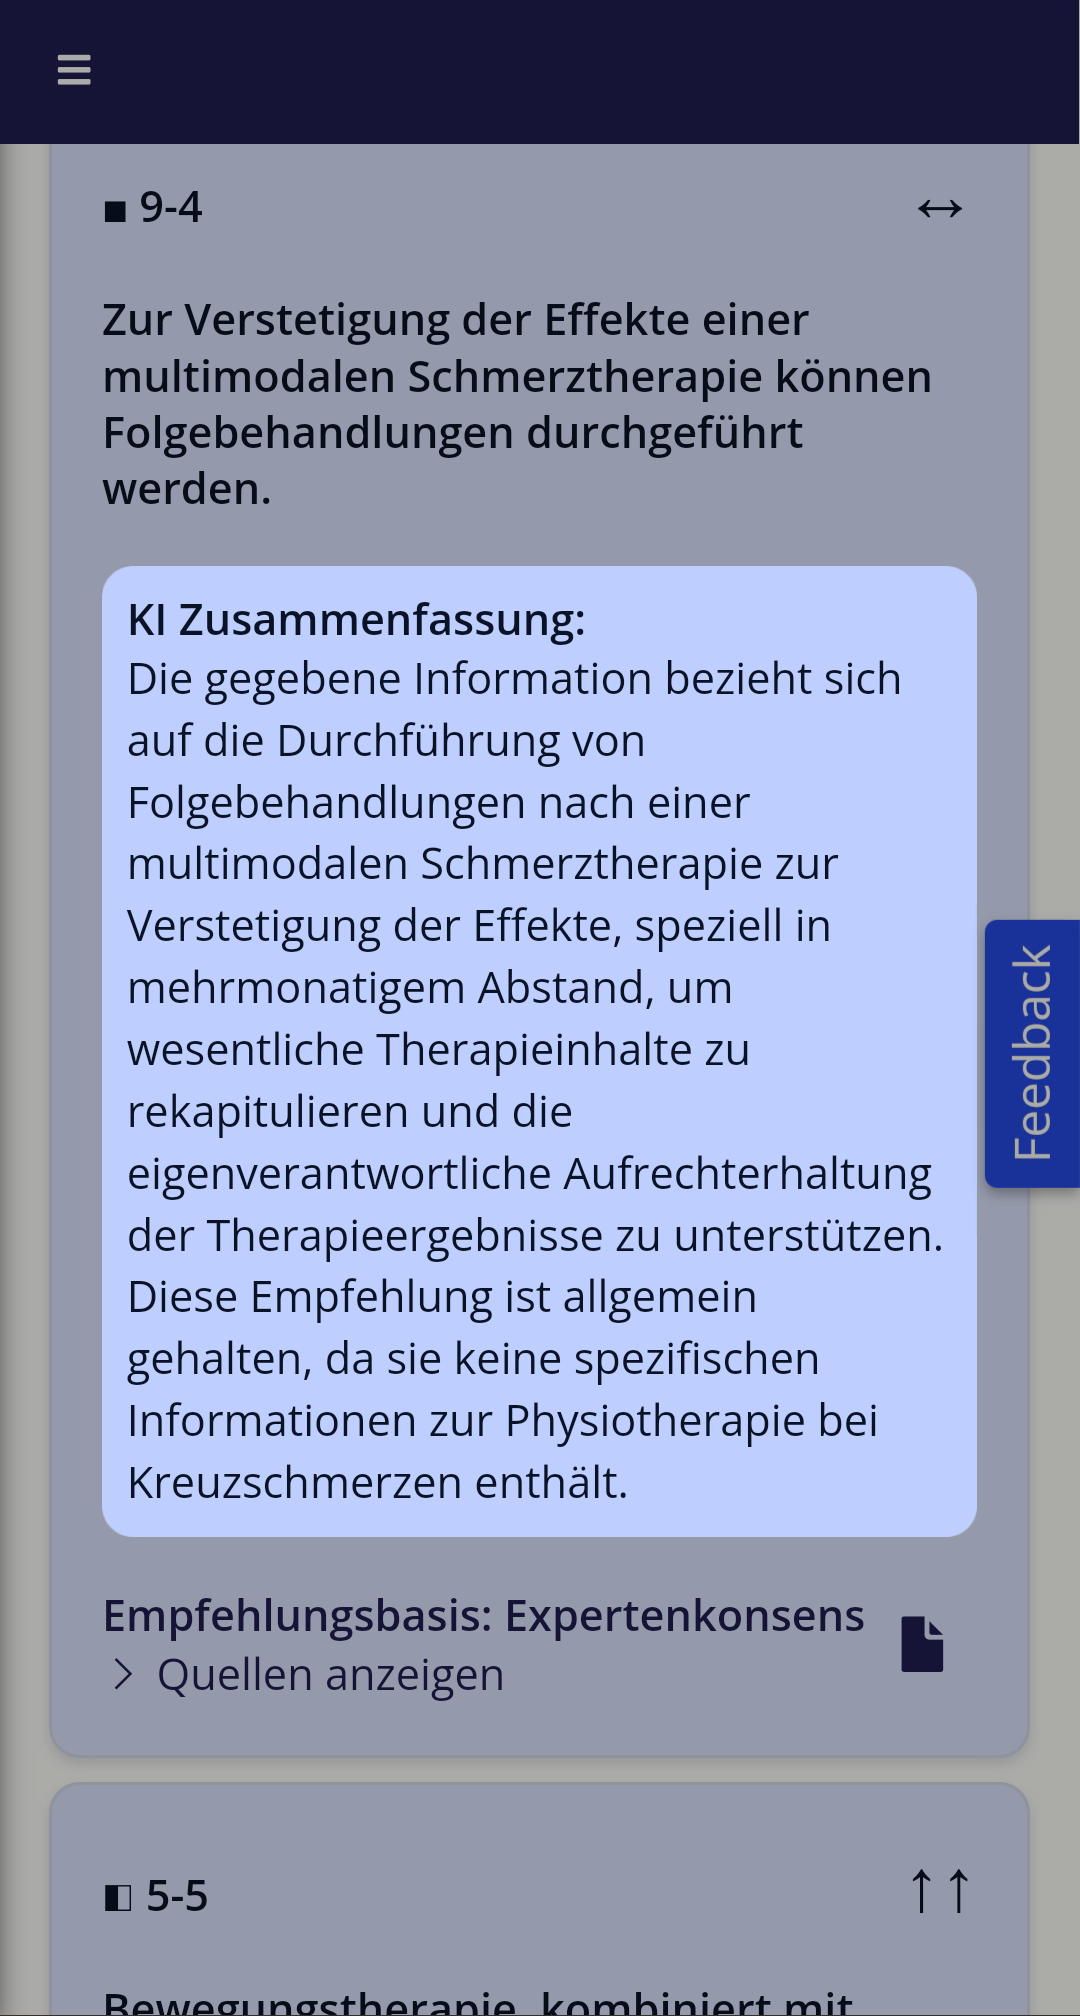 ■ 9-4 ↔
Zur Verstetigung der Effekte einer
multimodalen Schmerztherapie können
Folgebehandlungen durchgeführt
werden.
KI Zusammenfassung:
Die gegebene Information bezieht sich
auf die Durchführung von
Folgebehandlungen nach einer
multimodalen Schmerztherapie zur
Verstetigung der Effekte, speziell in
mehrmonatigem Abstand, um
wesentliche Therapieinhalte zu
rekapitulieren und die
eigenverantwortliche Aufrechterhaltung
der Therapieergebnisse zu unterstützen.
Diese Empfehlung ist allgemein
gehalten, da sie keine spezifischen
Informationen zur Physiotherapie bei
Kreuzschmerzen enthält.
Feedback
Empfehlungsbasis: Expertenkonsens
Quellen anzeigen
◧ 5-5 ↑↑
Bewegungstherapie, kombiniert mit